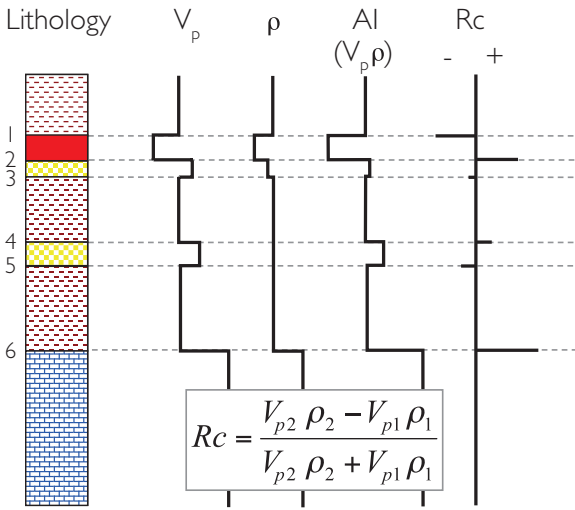 Lithology Vp ρ AI Rc
(Vpρ) - +
1
2
3
4
5
6
Rc = (Vp2 ρ2 − Vp1 ρ1) / (Vp2 ρ2 + Vp1 ρ1)